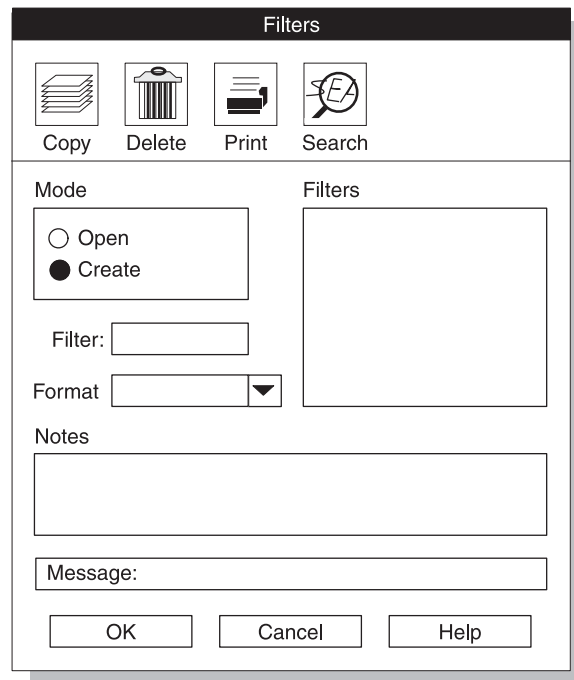 Filters
Copy Delete Print Search
Mode
Filters
Open
Create
Filter:
Format
Notes
Message:
OK Cancel Help